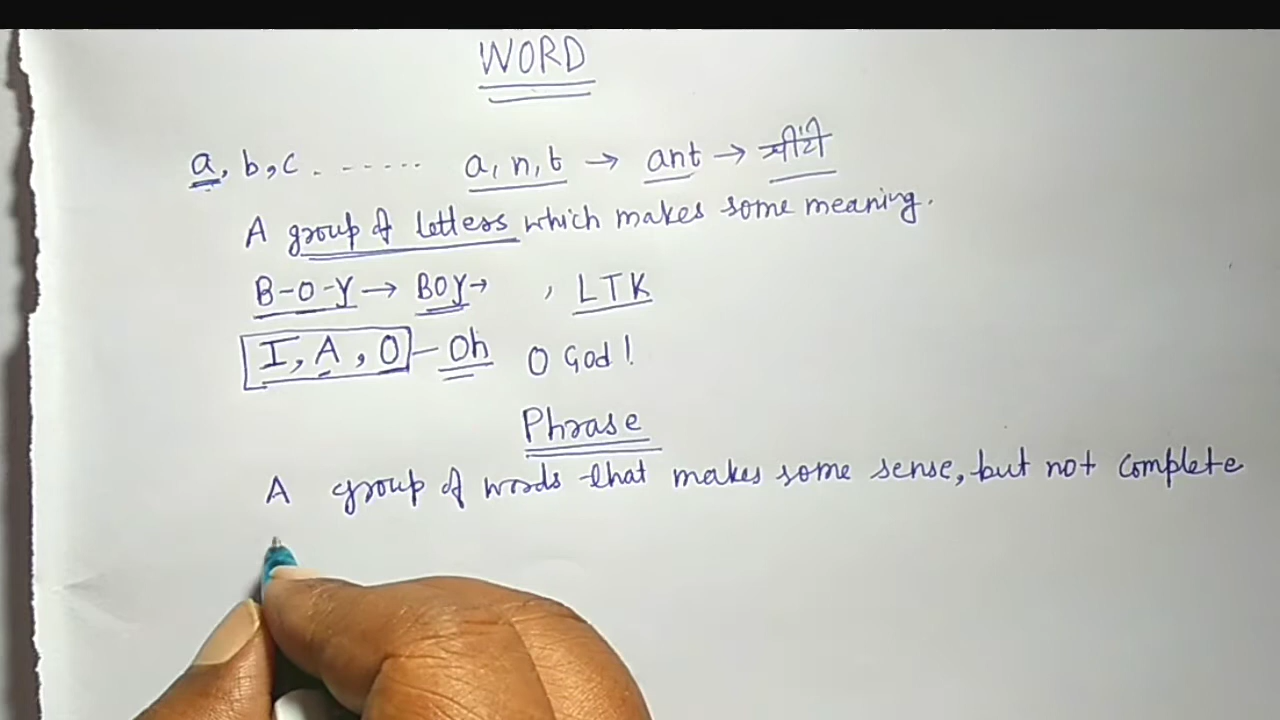 WORD
a, b, c. ...... a, n, t → ant → चींटी
A group of letters which makes some meaning.
B-O-Y → BOY → , LTK
I, A, O - Oh O God!
Phrase
A group of words that makes some sense, but not complete